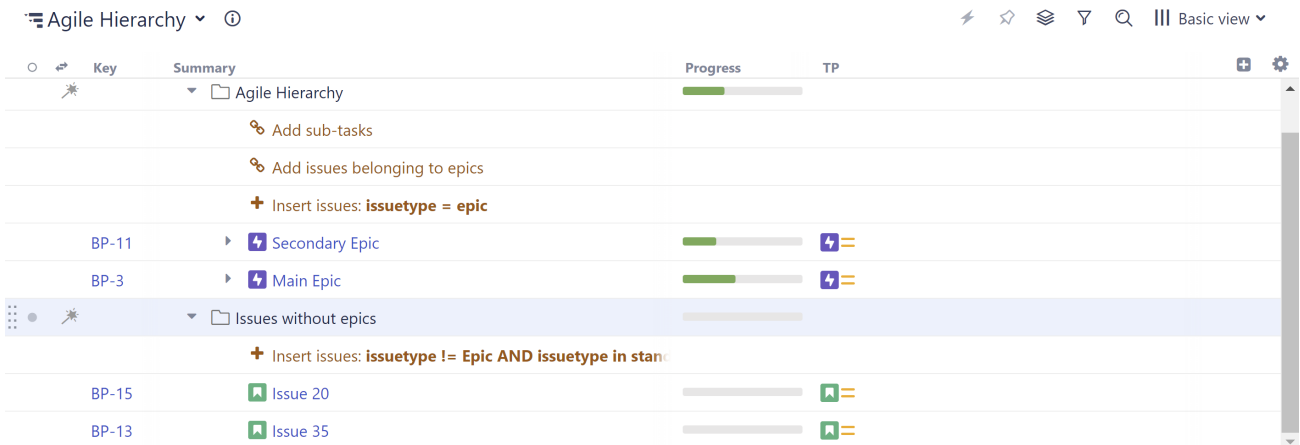 Agile Hierarchy Basic view
Key Summary Progress TP
Agile Hierarchy
Add sub-tasks
Add issues belonging to epics
Insert issues: issuetype = epic
BP-11 Secondary Epic
BP-3 Main Epic
Issues without epics
Insert issues: issuetype != Epic AND issuetype in stan
BP-15 Issue 20
BP-13 Issue 35